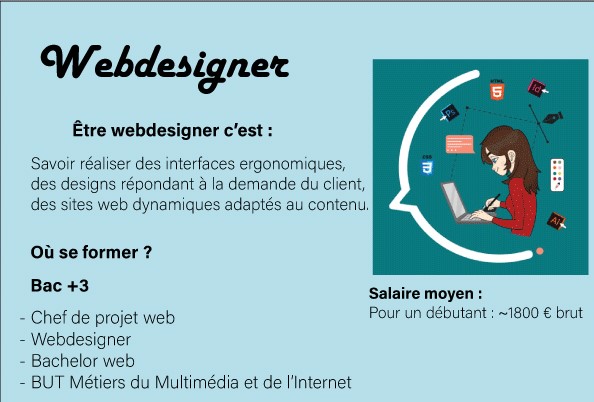 Webdesigner
Être webdesigner c'est :
Savoir réaliser des interfaces ergonomiques,
des designs répondant à la demande du client,
des sites web dynamiques adaptés au contenu.
Où se former ?
Bac +3
- Chef de projet web
- Webdesigner
- Bachelor web
- BUT Métiers du Multimédia et de l'Internet
HTML
5
Id
Ps
CSS
3
Ai
Salaire moyen :
Pour un débutant : ~1800 € brut